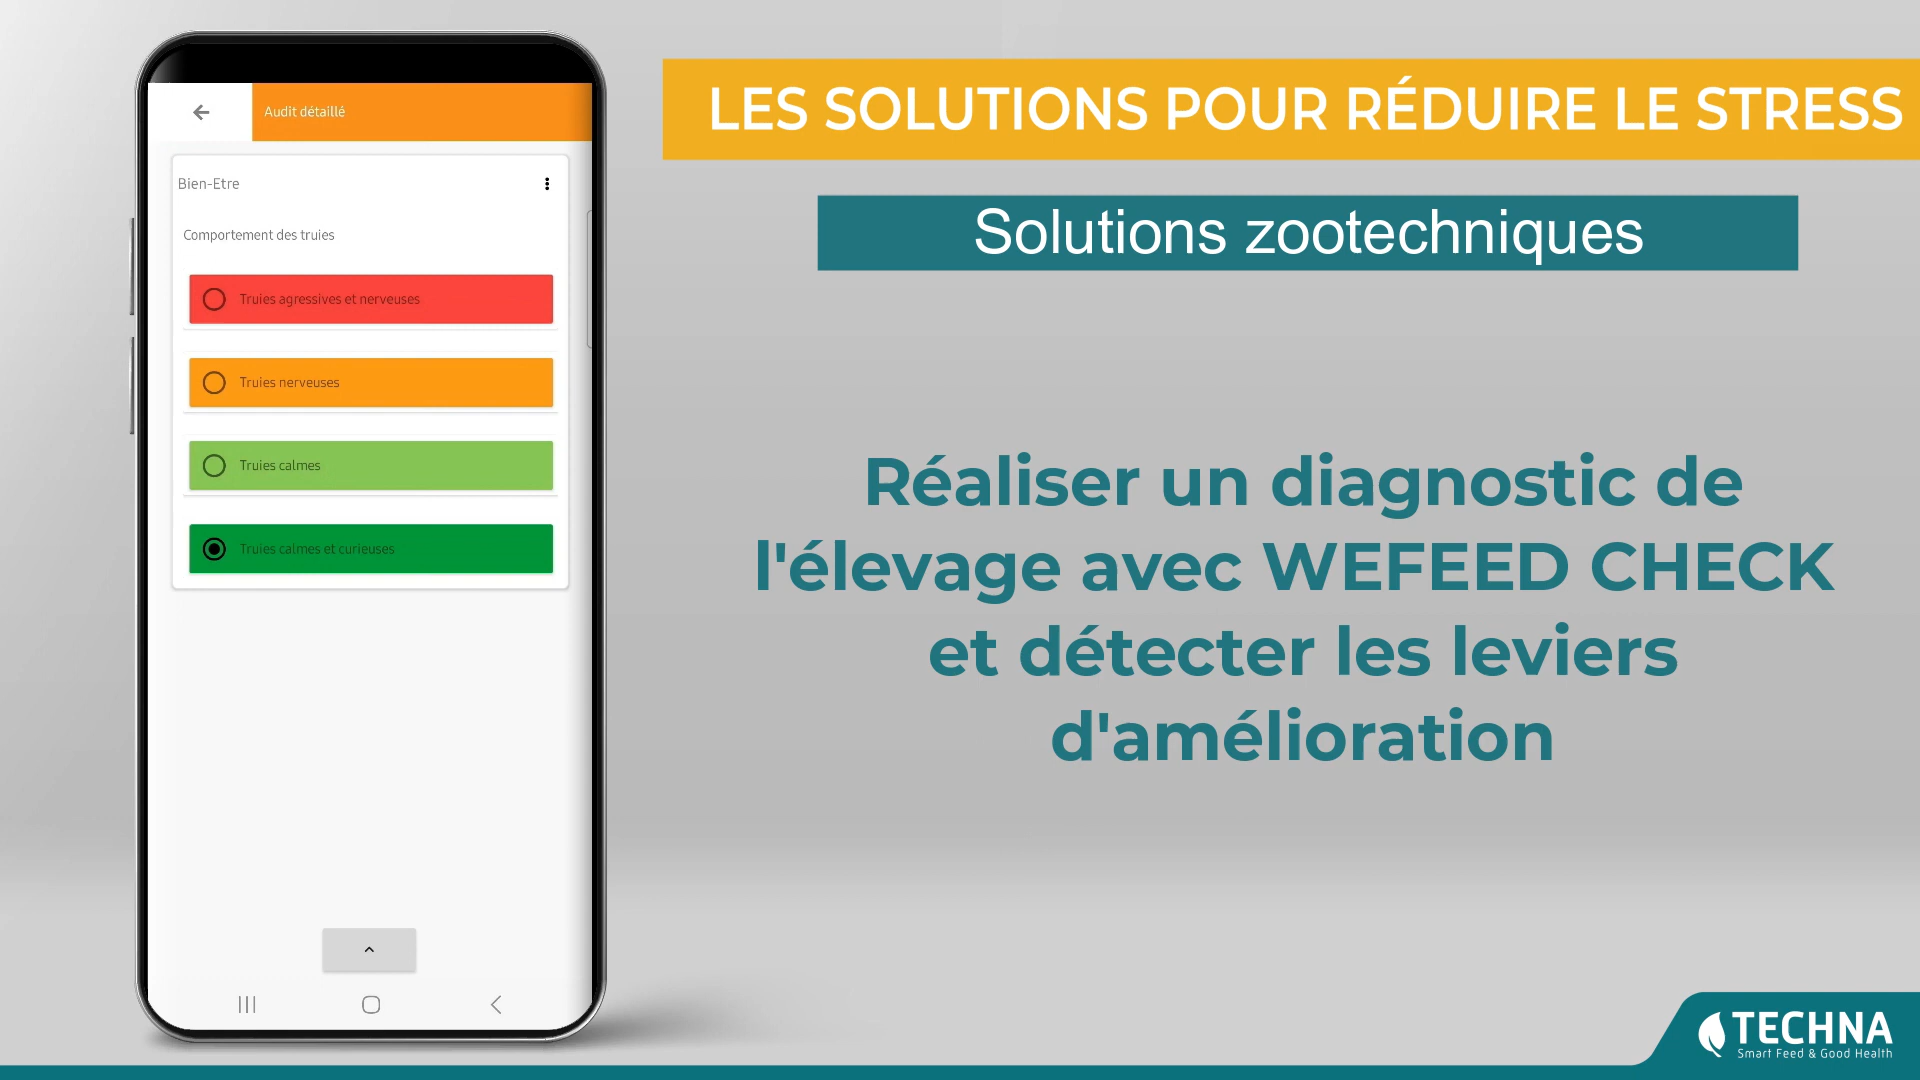 LES SOLUTIONS POUR RÉDUIRE LE STRESS
Solutions zootechniques
Audit détaillé
Bien-Etre
Comportement des truies
Truies agressives et nerveuses
Truies nerveuses
Truies calmes
Truies calmes et curieuses
Réaliser un diagnostic de
l'élevage avec WEFEED CHECK
et détecter les leviers
d'amélioration
TECHNA
Smart Feed & Good Health